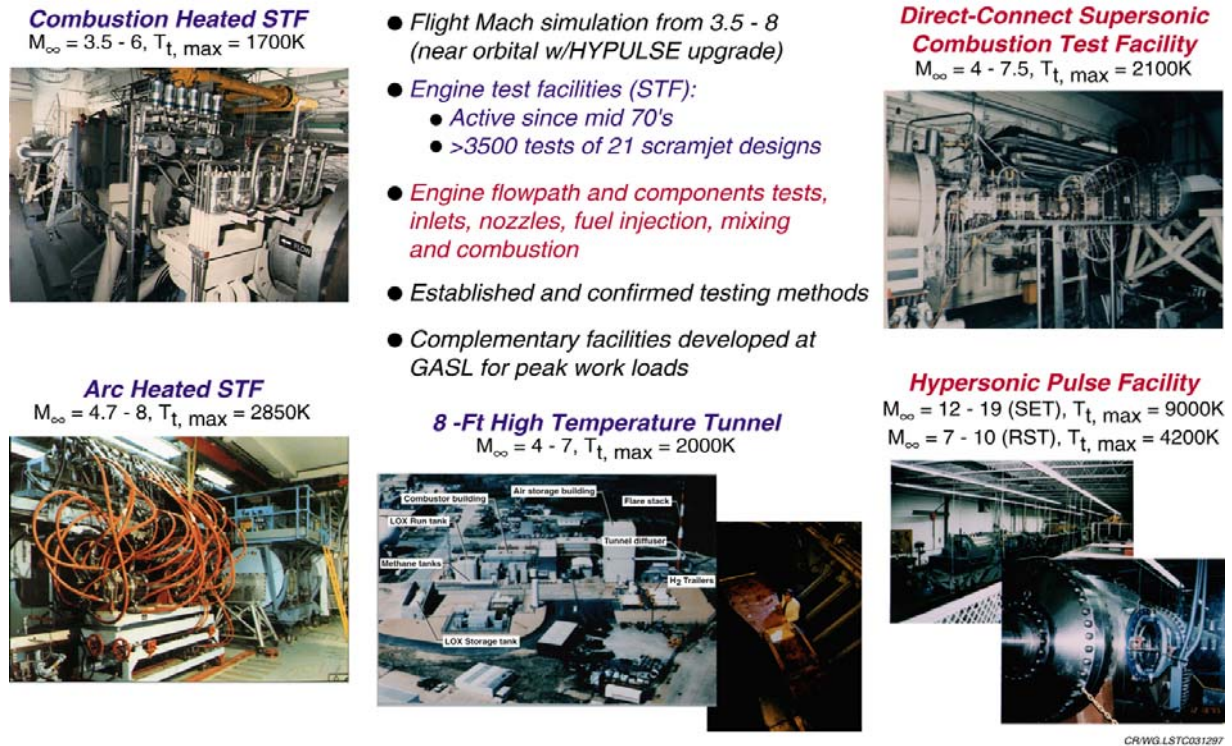 Combustion Heated STF
M∞ = 3.5 - 6, Tt, max = 1700K
● Flight Mach simulation from 3.5 - 8
(near orbital w/HYPULSE upgrade)
● Engine test facilities (STF):
● Active since mid 70's
● >3500 tests of 21 scramjet designs
● Engine flowpath and components tests,
inlets, nozzles, fuel injection, mixing
and combustion
● Established and confirmed testing methods
● Complementary facilities developed at
GASL for peak work loads
Direct-Connect Supersonic
Combustion Test Facility
M∞ = 4 - 7.5, Tt, max = 2100K
FLOW
Arc Heated STF
M∞ = 4.7 - 8, Tt, max = 2850K
8 -Ft High Temperature Tunnel
M∞ = 4 - 7, Tt, max = 2000K
Air storage building
Combustor building
Flare stack
LOX Run tank
Tunnel diffuser
Methane tanks
H2 Trailers
LOX Storage tank
Hypersonic Pulse Facility
M∞ = 12 - 19 (SET), Tt, max = 9000K
M∞ = 7 - 10 (RST), Tt, max = 4200K
CR/WG.LSTC031297